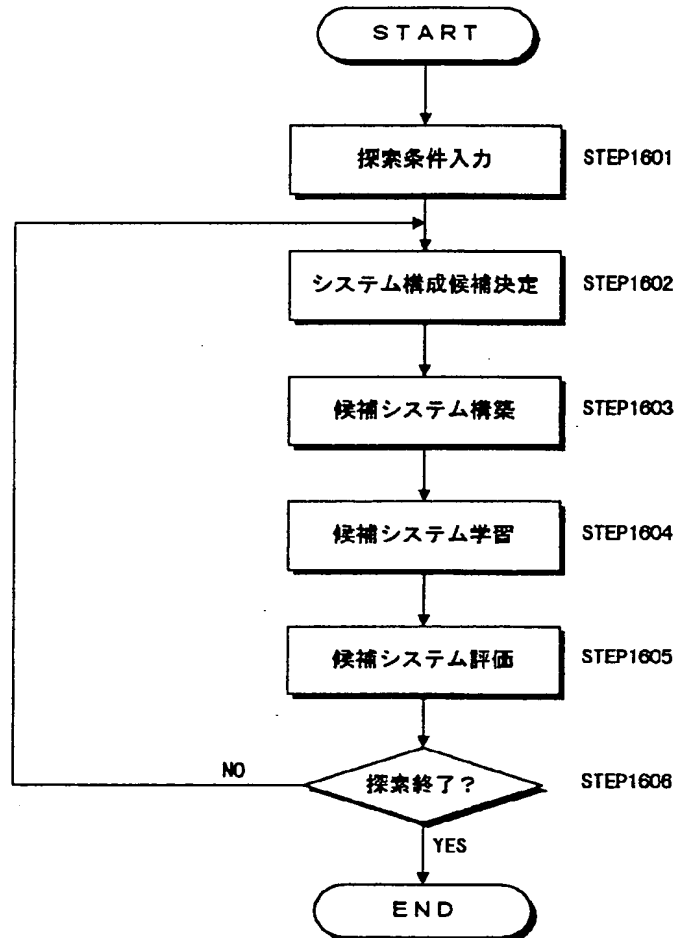 START
探索条件入力 STEP1601
システム構成候補決定 STEP1602
候補システム構築 STEP1603
候補システム学習 STEP1604
候補システム評価 STEP1605
NO 探索終了? STEP1606
YES
END